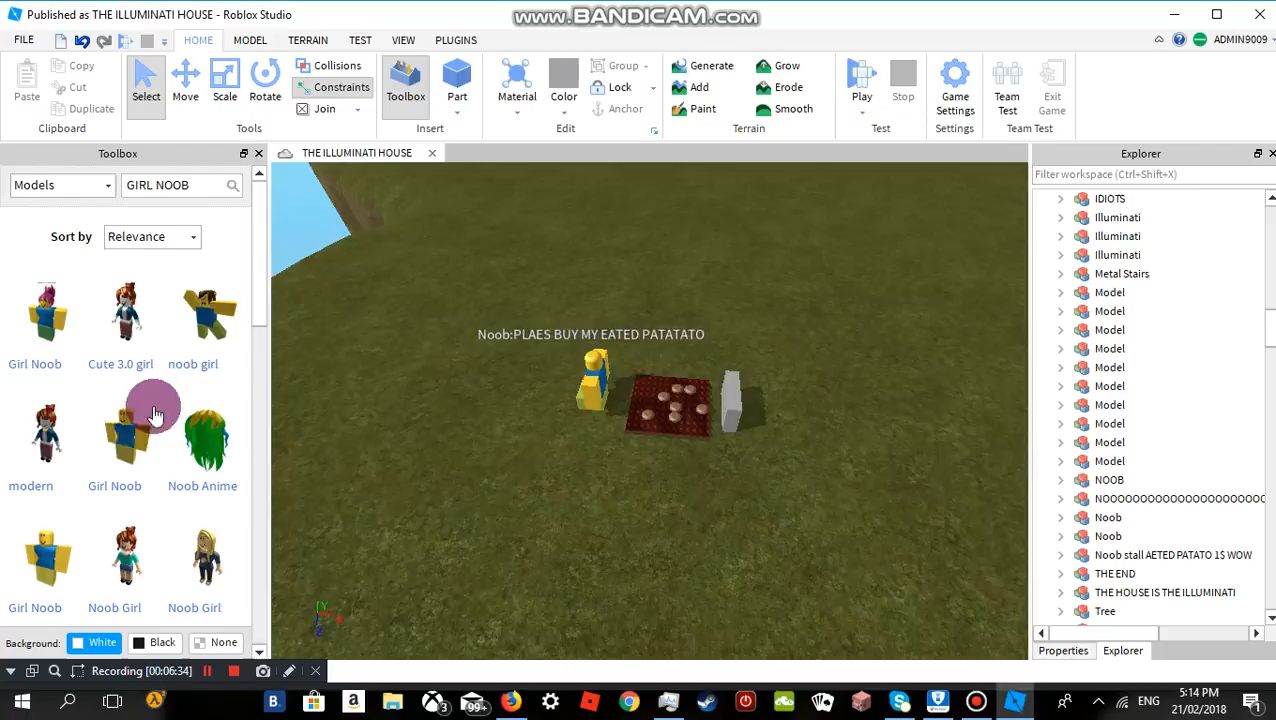 Published as THE ILLUMINATI HOUSE - Roblox Studio
WWW.BANDICAM.COM
FILE HOME MODEL TERRAIN TEST VIEW PLUGINS ADMIN9009
Paste Copy Cut Duplicate
Clipboard
Select Move Scale Rotate Collisions Constraints Join
Tools
Toolbox Part
Insert
Material Color Group Lock Anchor
Edit
Generate Add Paint Grow Erode Smooth
Terrain
Play Stop
Test
Game Settings
Settings
Team Test Exit Game
Team Test
Toolbox
THE ILLUMINATI HOUSE
Explorer
Models GIRL NOOB
Filter workspace (Ctrl+Shift+X)
Sort by Relevance
Girl Noob Cute 3.0 girl noob girl
modern Girl Noob Noob Anime
Girl Noob Noob Girl Noob Girl
Background: White Black None
Noob:PLAES BUY MY EATED PATATATO
IDIOTS
Illuminati
Illuminati
Illuminati
Metal Stairs
Model
Model
Model
Model
Model
Model
Model
Model
Model
Model
NOOB
NOOOOOOOOOOOOOOOOOOOOOO
Noob
Noob
Noob stall AETED PATATO 1$ WOW
THE END
THE HOUSE IS THE ILLUMINATI
Tree
Properties Explorer
Recording [00:06:34]
B. a 3 99+ ENG
5:14 PM
21/02/2018
1